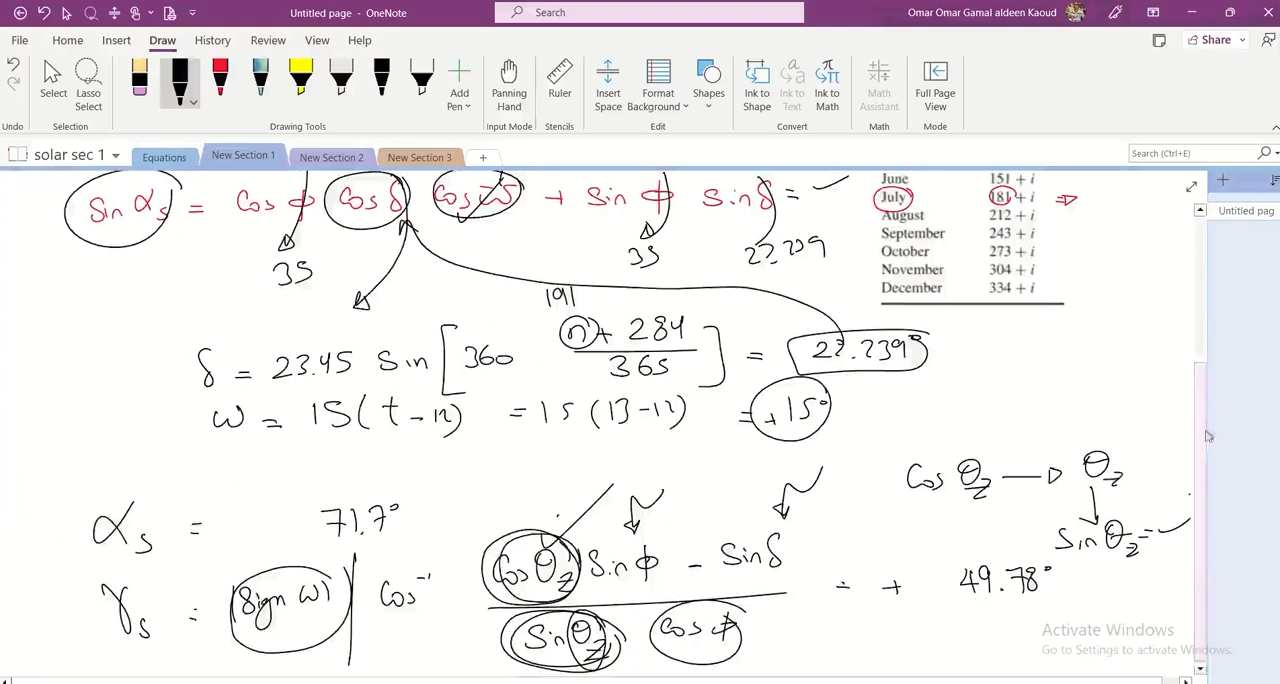 Untitled page - OneNote
Search
Omar Omar Gamal aldeen Kaoud
File Home Insert Draw History Review View Help
Share
Select
Lasso Select
Add Pen
Panning Hand
Ruler
Insert Space
Format Background
Shapes
Ink to Shape
Ink to Text
Ink to Math
Math Assistant
Full Page View
Undo Selection Drawing Tools Input Mode Stencils Edit Convert Math Mode
solar sec 1 Equations New Section 1 New Section 2 New Section 3 +
Search (Ctrl+E)
Untitled page
June 151 + i
July 181 + i ⇒
August 212 + i
September 243 + i
October 273 + i
November 304 + i
December 334 + i
Sin αs = Cos ϕ Cos δ Cos ω + Sin ϕ Sin δ = ✓
35 35 22.239
191
δ = 23.45 Sin [360 (n + 284)/365] = 22.239°
ω = 15(t - 12) = 15(13-12) = +15°
Cos θz → θz
Sin θz = ✓
αs = 71.7°
γs = |Sign ω| Cos⁻¹ (Cos θz Sin ϕ - Sin δ)/(Sin θz Cos ϕ) = + 49.78°
Activate Windows
Go to Settings to activate Windows.